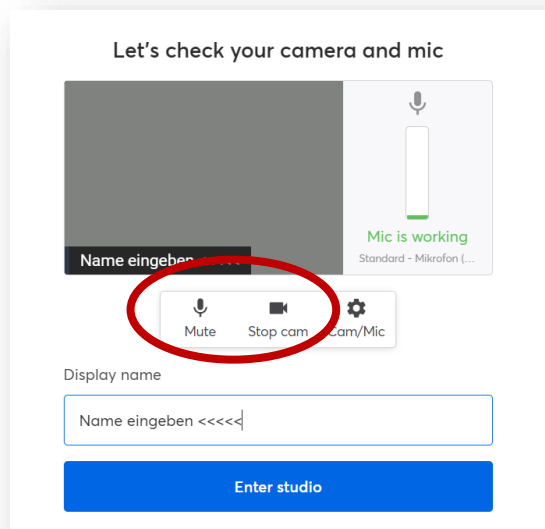 Let's check your camera and mic
Mic is working
Standard - Mikrofon (...
Name eingeben <<<<<
Mute Stop cam Cam/Mic
Display name
Name eingeben <<<<<
Enter studio